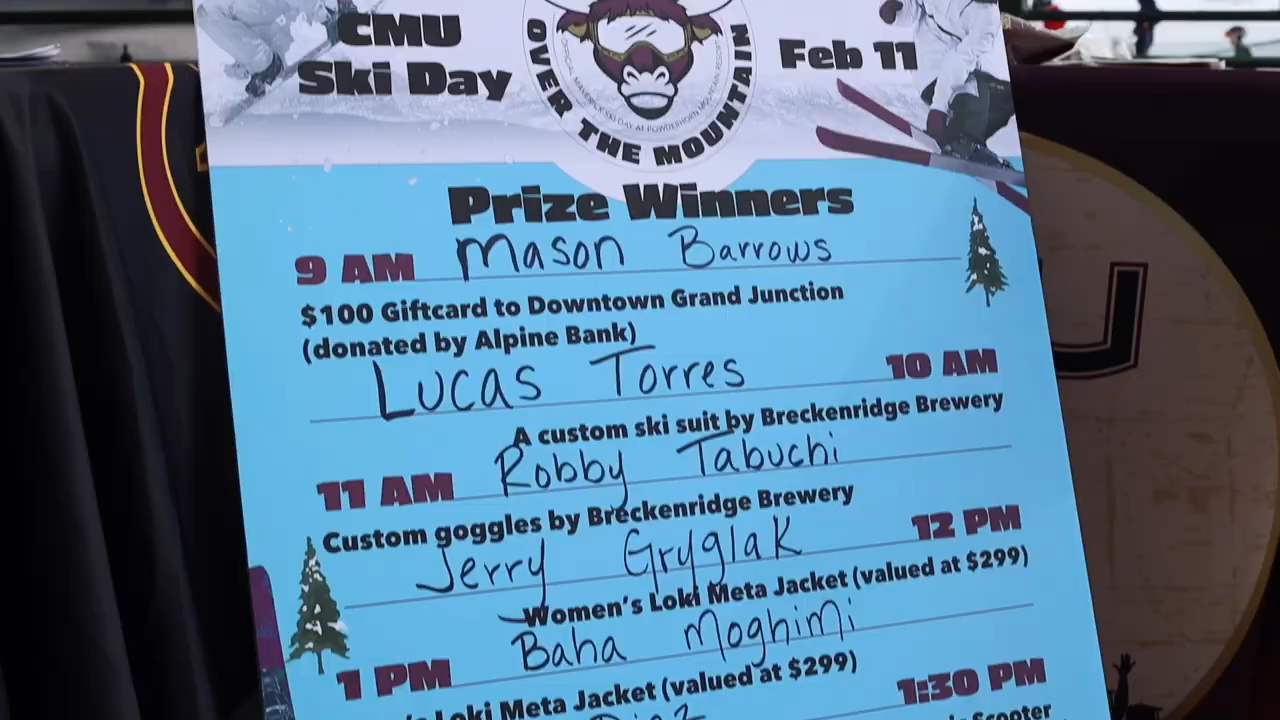 CMU
Ski Day
OVER THE MOUNTAIN
Feb 11
Prize Winners
9 AM Mason Barrows
$100 Giftcard to Downtown Grand Junction
(donated by Alpine Bank)
Lucas Torres 10 AM
A custom ski suit by Breckenridge Brewery
11 AM Robby Tabuchi
Custom goggles by Breckenridge Brewery
Jerry Gryglak 12 PM
Women's Loki Meta Jacket (valued at $299)
1 PM Baha Moghimi
Loki Meta Jacket (valued at $299)
1:30 PM
Scooter
U